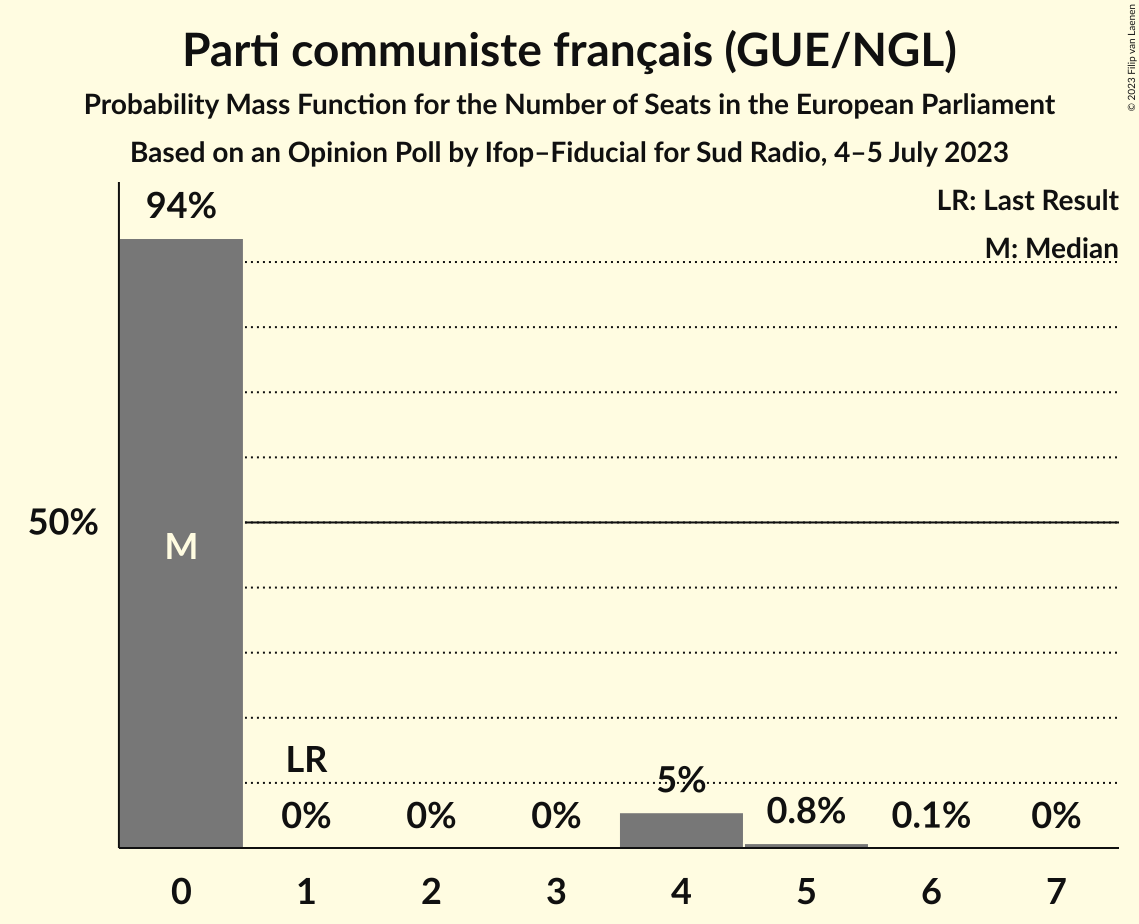 Parti communiste français (GUE/NGL)
Probability Mass Function for the Number of Seats in the European Parliament
Based on an Opinion Poll by Ifop–Fiducial for Sud Radio, 4–5 July 2023
© 2023 Filip van Laenen
LR: Last Result
M: Median
94%
50%
M
LR
0%
0%
0%
5%
0.8%
0.1%
0%
0 1 2 3 4 5 6 7